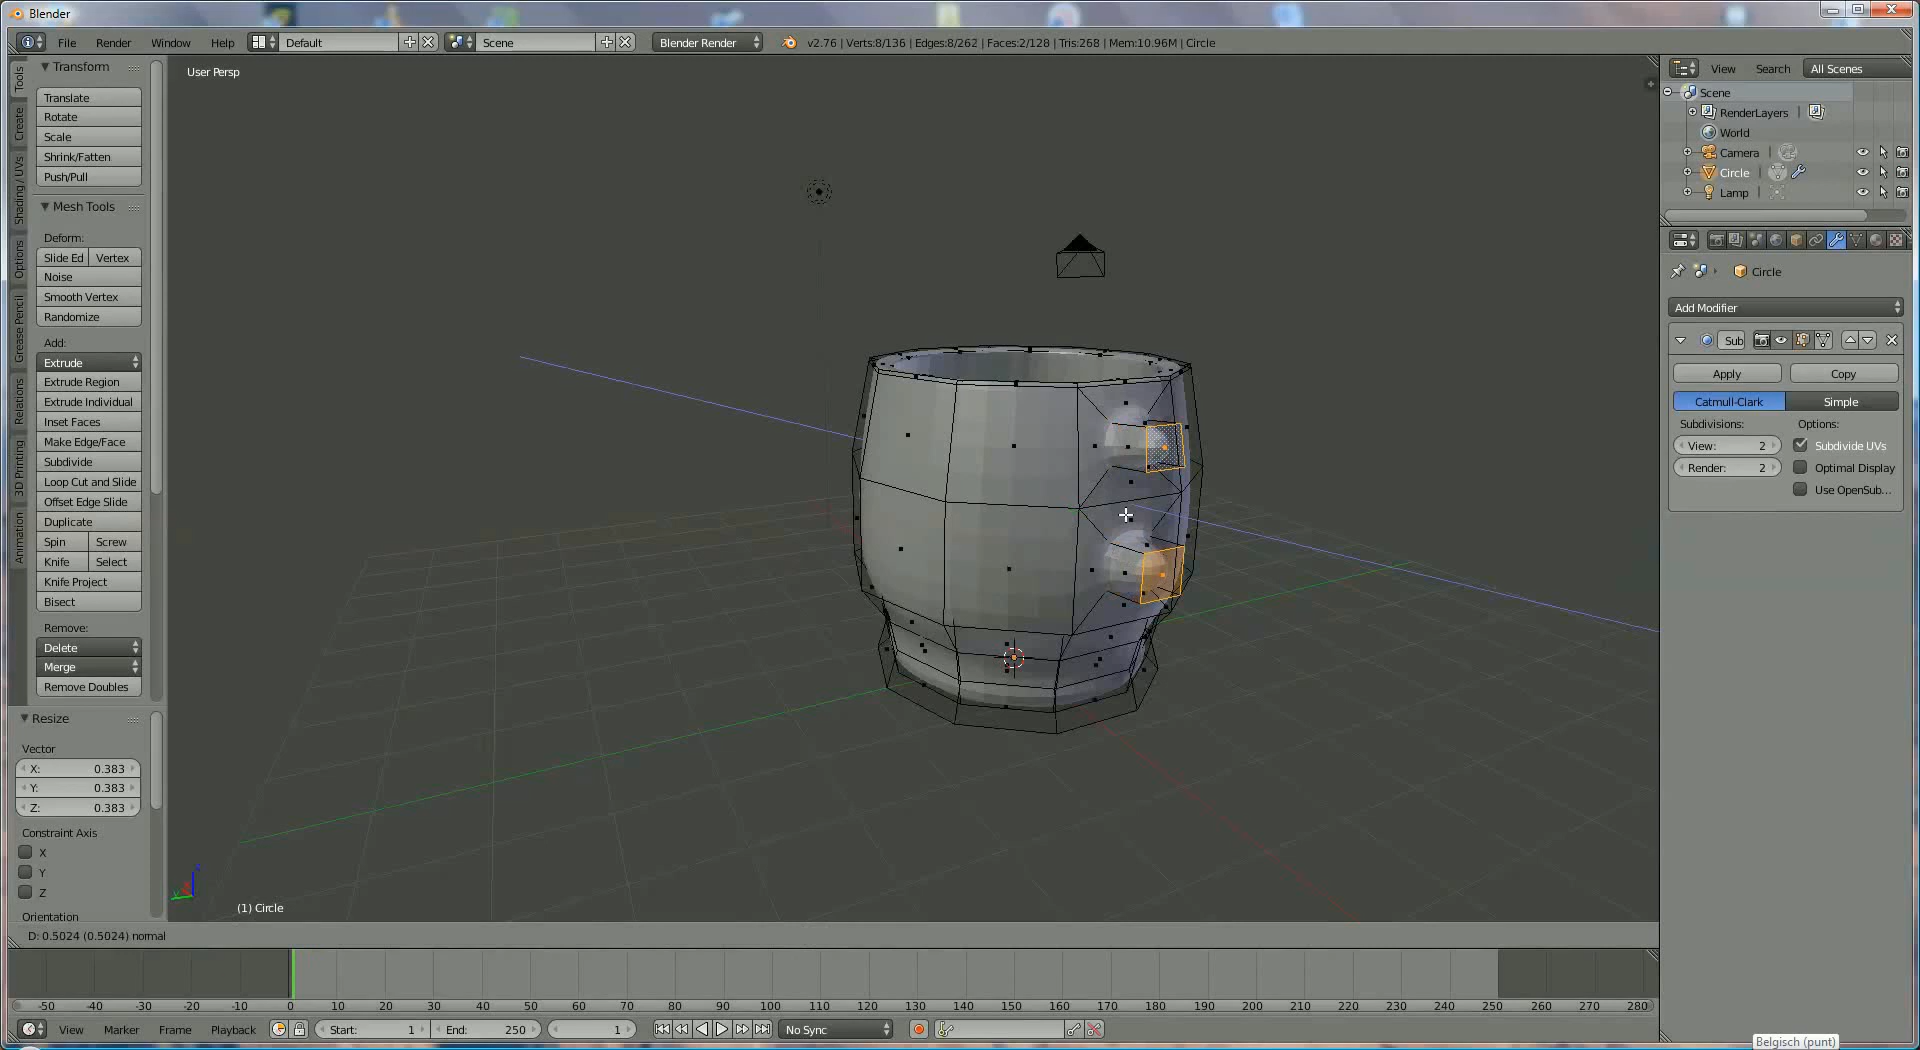 Blender
File Render Window Help Default Scene Blender Render v2.76 | Verts:8/136 | Edges:8/262 | Faces:2/128 | Tris:268 | Mem:10.96M | Circle
Tools
Create
Shading / UVs
Options
Grease Pencil
Relations
3D Printing
Animation
Transform
Translate
Rotate
Scale
Shrink/Fatten
Push/Pull
Mesh Tools
Deform:
Slide Ed Vertex
Noise
Smooth Vertex
Randomize
Add:
Extrude
Extrude Region
Extrude Individual
Inset Faces
Make Edge/Face
Subdivide
Loop Cut and Slide
Offset Edge Slide
Duplicate
Spin Screw
Knife Select
Knife Project
Bisect
Remove:
Delete
Merge
Remove Doubles
Resize
Vector
X: 0.383
Y: 0.383
Z: 0.383
Constraint Axis
X
Y
Z
Orientation
User Persp
(1) Circle
D: 0.5024 (0.5024) normal
View Search All Scenes
Scene
RenderLayers
World
Camera
Circle
Lamp
Circle
Add Modifier
Sub
Apply Copy
Catmull-Clark Simple
Subdivisions: Options:
View: 2 Subdivide UVs
Render: 2 Optimal Display
Use OpenSub...
-50 -40 -30 -20 -10 0 10 20 30 40 50 60 70 80 90 100 110 120 130 140 150 160 170 180 190 200 210 220 230 240 250 260 270 280
View Marker Frame Playback Start: 1 End: 250 1 No Sync
Belgisch (punt)